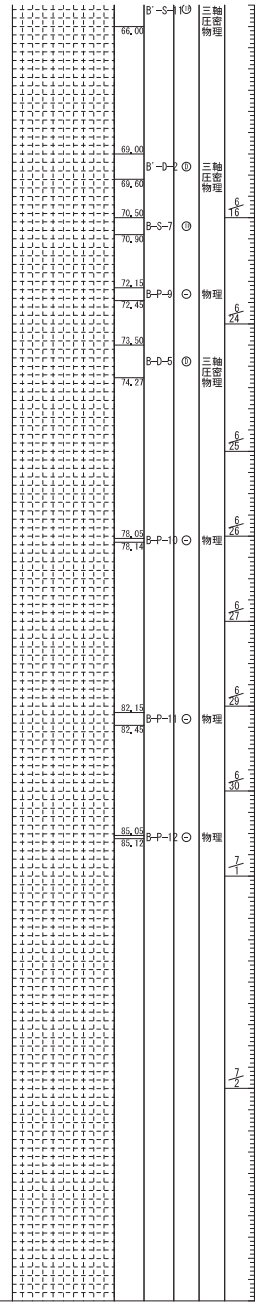 B'-S-11
三軸
圧密
物理
66.00
69.00
B'-D-2 Ⓓ 三軸
圧密
物理
69.60
6/16
70.50
B-S-7
70.90
72.15
B-P-9 ⊖ 物理
72.45
6/24
73.50
B-D-5 Ⓓ 三軸
圧密
物理
74.27
6/25
6/26
78.05
B-P-10 ⊖ 物理
78.14
6/27
6/29
82.15
B-P-11 ⊖ 物理
82.45
6/30
85.05
B-P-12 ⊖ 物理
85.12
7/1
7/2